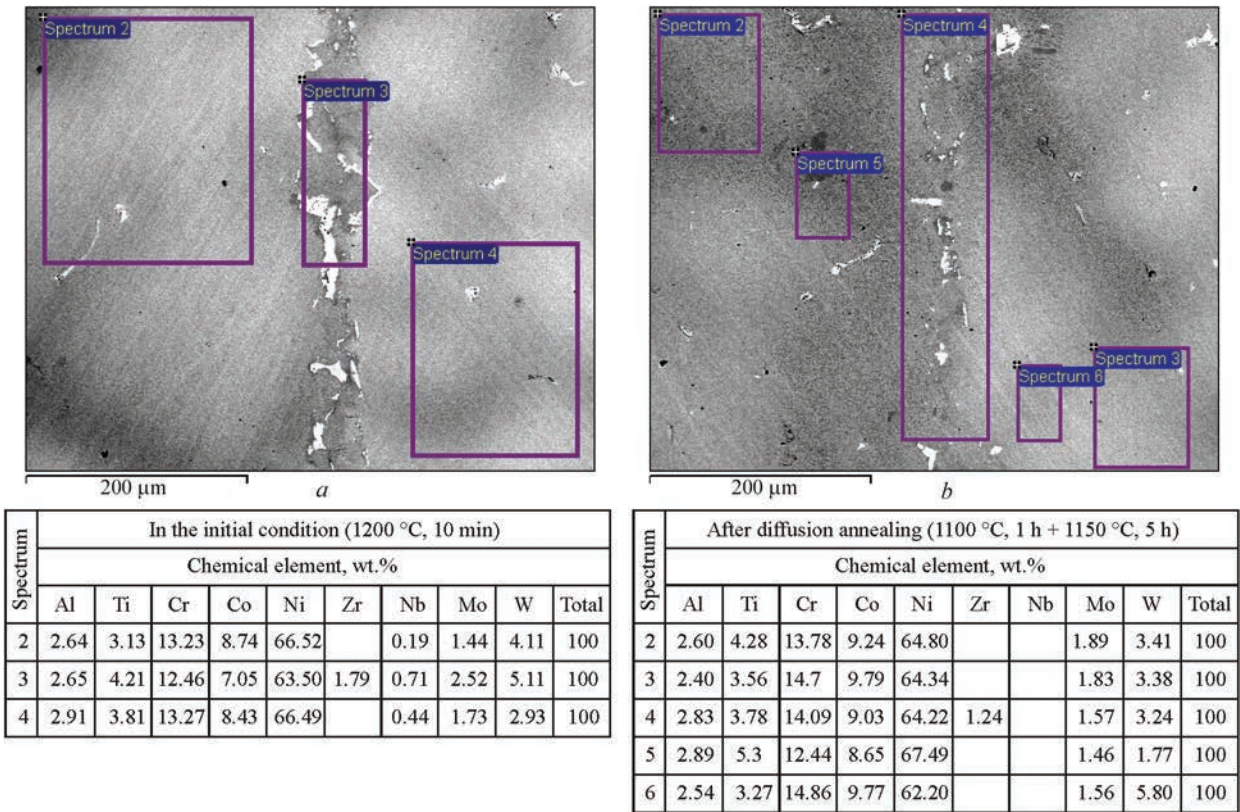 Spectrum 2
Spectrum 3
Spectrum 4
200 μm
a
Spectrum 2
Spectrum 4
Spectrum 5
Spectrum 3
Spectrum 6
200 μm
b
Spectrum
In the initial condition (1200 °C, 10 min)
Chemical element, wt.%
Al Ti Cr Co Ni Zr Nb Mo W Total
2 2.64 3.13 13.23 8.74 66.52 0.19 1.44 4.11 100
3 2.65 4.21 12.46 7.05 63.50 1.79 0.71 2.52 5.11 100
4 2.91 3.81 13.27 8.43 66.49 0.44 1.73 2.93 100
Spectrum
After diffusion annealing (1100 °C, 1 h + 1150 °C, 5 h)
Chemical element, wt.%
Al Ti Cr Co Ni Zr Nb Mo W Total
2 2.60 4.28 13.78 9.24 64.80 1.89 3.41 100
3 2.40 3.56 14.7 9.79 64.34 1.83 3.38 100
4 2.83 3.78 14.09 9.03 64.22 1.24 1.57 3.24 100
5 2.89 5.3 12.44 8.65 67.49 1.46 1.77 100
6 2.54 3.27 14.86 9.77 62.20 1.56 5.80 100